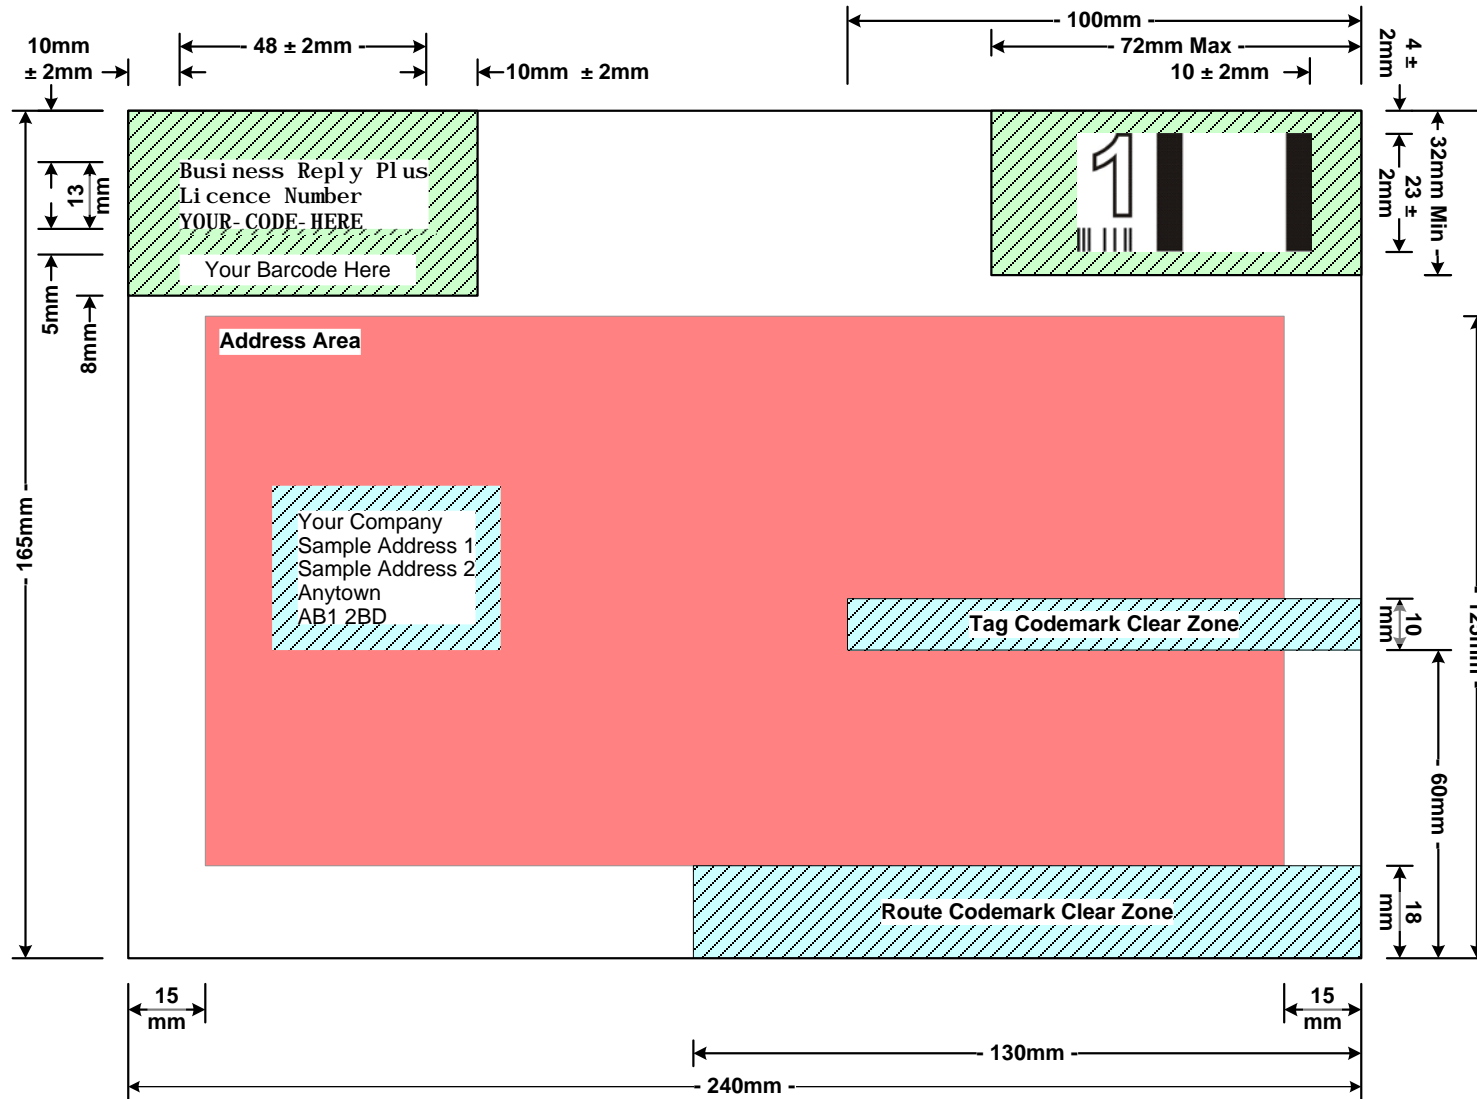 - 100mm -
10mm
± 2mm
- 48 ± 2mm -
10mm ± 2mm
- 72mm Max -
10 ± 2mm
4 ±
2mm
Business Reply Plus
Licence Number
YOUR-CODE-HERE
Your Barcode Here
1
13
mm
5mm
8mm
23 ±
2mm
- 32mm Min -
Address Area
- 165mm -
Your Company
Sample Address 1
Sample Address 2
Anytown
AB1 2BD
Tag Codemark Clear Zone
10
mm
- 60mm -
Route Codemark Clear Zone
18
mm
15
mm
15
mm
- 130mm -
- 240mm -